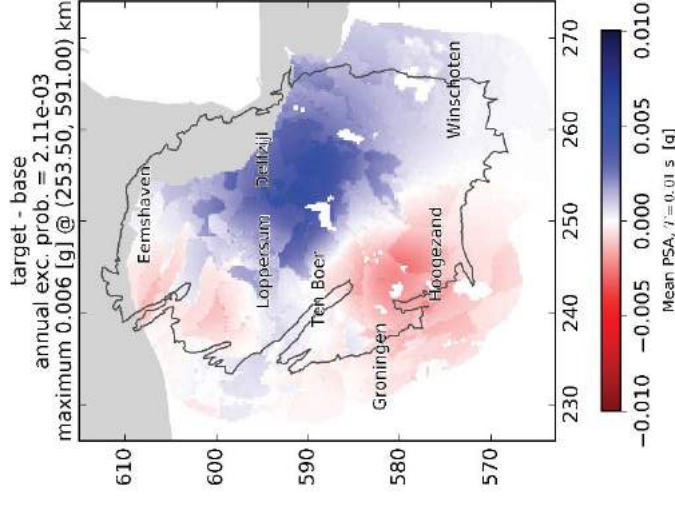 target - base
annual exc. prob. = 2.11e-03
maximum 0.006 [g] @ (253.50, 591.00) km
610
600
590
580
570
Eemshaven
Delfzijl
Loppersum
Ten Boer
Winschoten
Hoogezand
Groningen
230
240
250
260
270
−0.010
−0.005
0.000
0.005
0.010
Mean PSA, T=0.01 s [g]